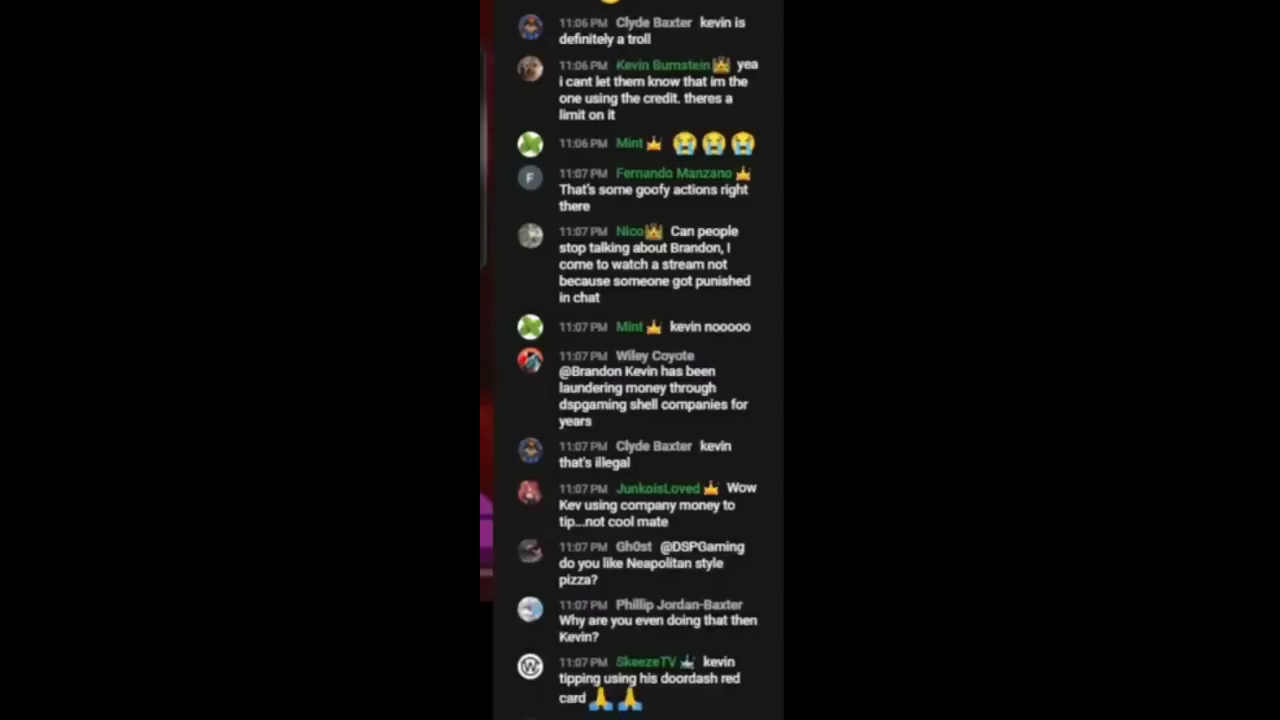 11:06 PM Clyde Baxter kevin is
definitely a troll
11:06 PM Kevin Burnstein yea
i cant let them know that im the
one using the credit. theres a
limit on it
11:06 PM Mint 😭😭😭
11:07 PM Fernando Manzano
That's some goofy actions right
there
11:07 PM Nico Can people
stop talking about Brandon, I
come to watch a stream not
because someone got punished
in chat
11:07 PM Mint kevin nooooo
11:07 PM Wiley Coyote
@Brandon Kevin has been
laundering money through
dspgaming shell companies for
years
11:07 PM Clyde Baxter kevin
that's illegal
11:07 PM JunkoisLoved Wow
Kev using company money to
tip...not cool mate
11:07 PM Gh0st @DSPGaming
do you like Neapolitan style
pizza?
11:07 PM Phillip Jordan-Baxter
Why are you even doing that then
Kevin?
11:07 PM SkeezeTV kevin
tipping using his doordash red
card 🙏🙏
F